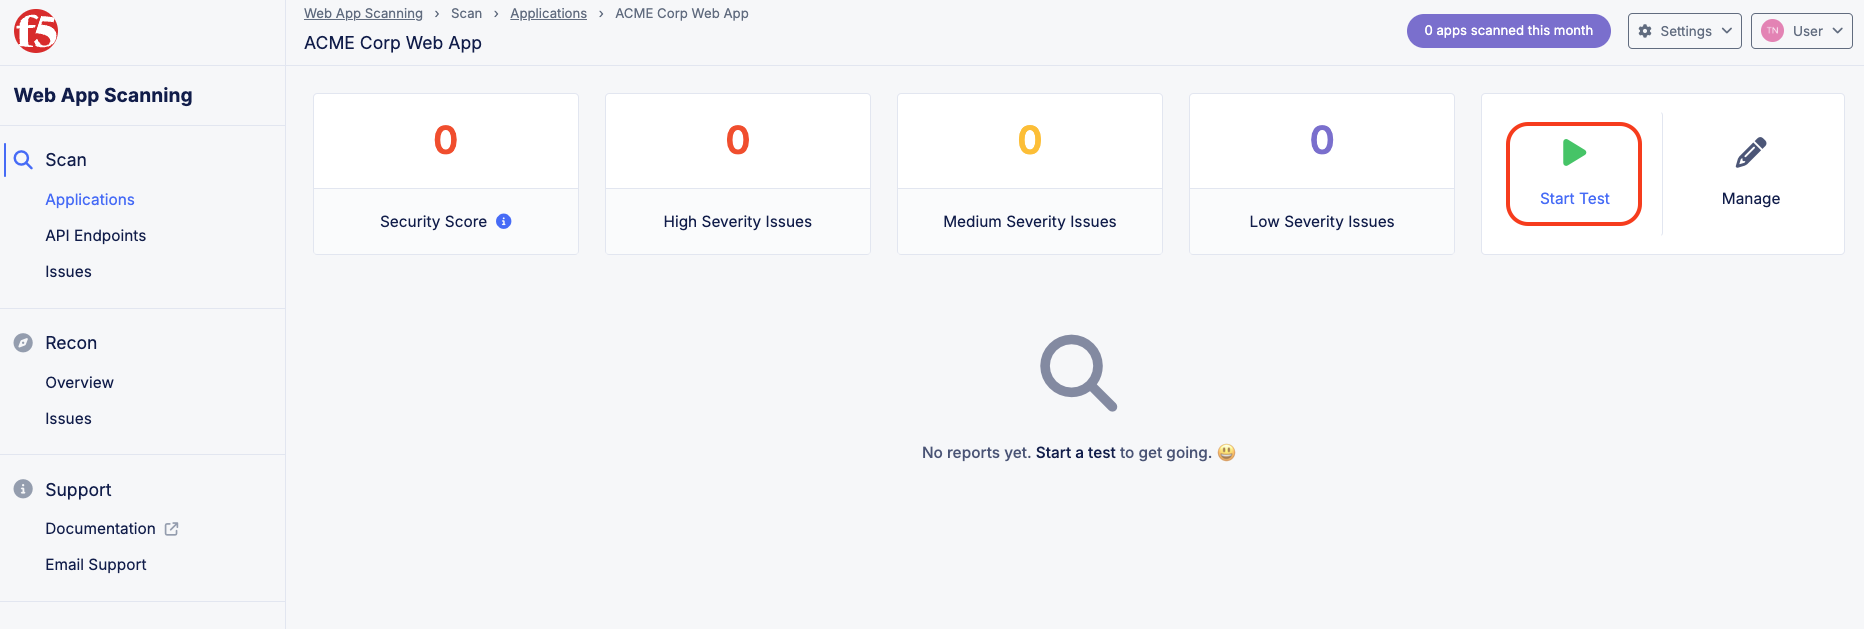 f5
Web App Scanning › Scan › Applications › ACME Corp Web App
ACME Corp Web App
0 apps scanned this month
Settings
TN User
Web App Scanning
Scan
Applications
API Endpoints
Issues
Recon
Overview
Issues
Support
Documentation
Email Support
0
Security Score
0
High Severity Issues
0
Medium Severity Issues
0
Low Severity Issues
Start Test
Manage
No reports yet. Start a test to get going. 😃